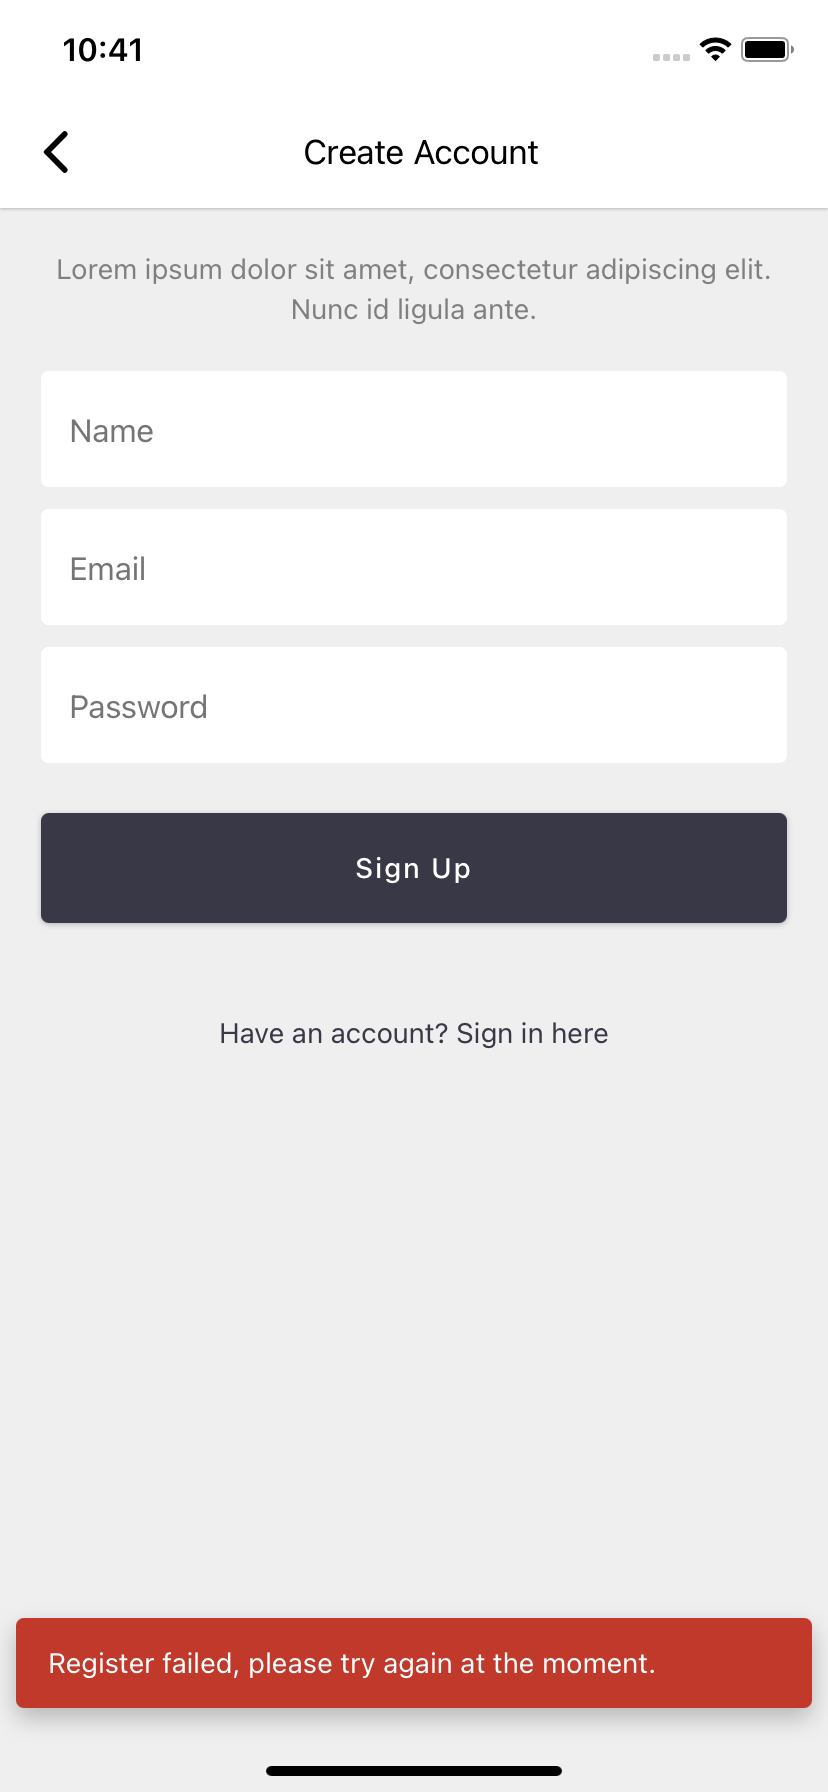 10:41
Create Account
Lorem ipsum dolor sit amet, consectetur adipiscing elit.
Nunc id ligula ante.
Name
Email
Password
Sign Up
Have an account? Sign in here
Register failed, please try again at the moment.